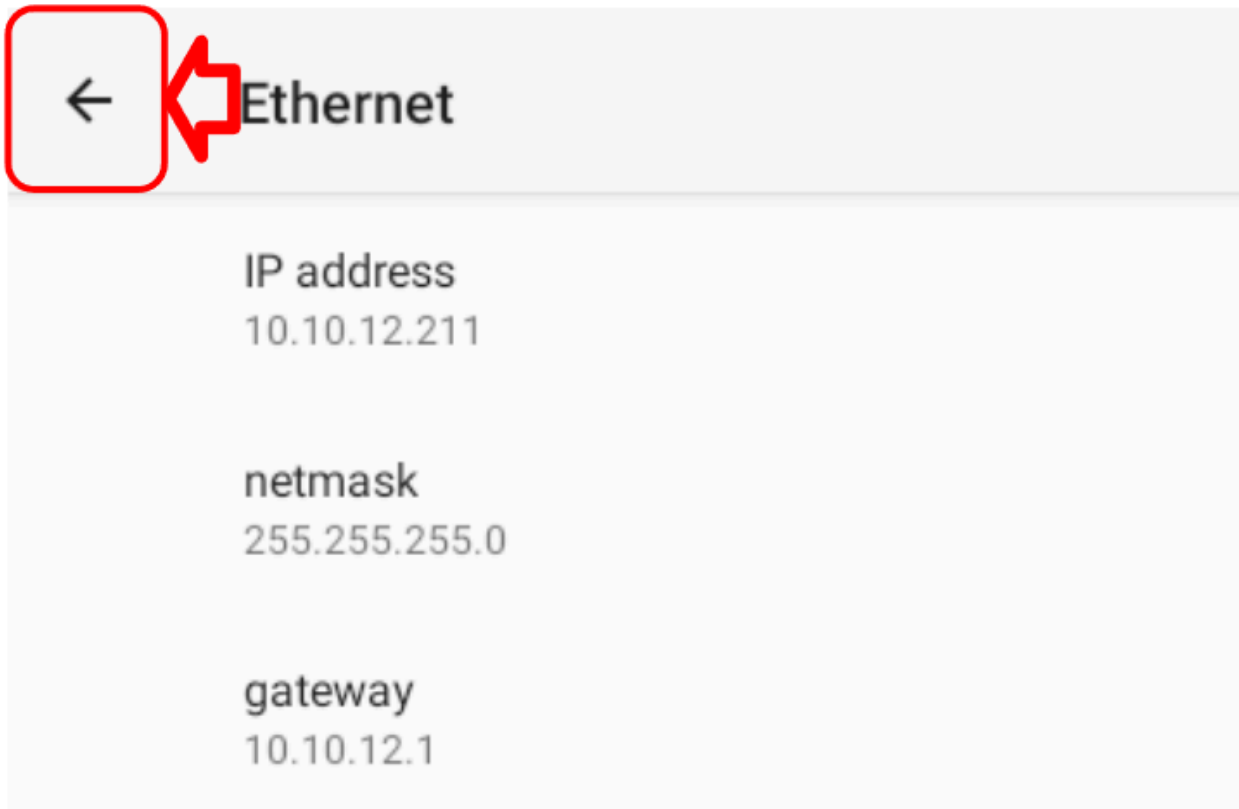 Ethernet
IP address
10.10.12.211
netmask
255.255.255.0
gateway
10.10.12.1